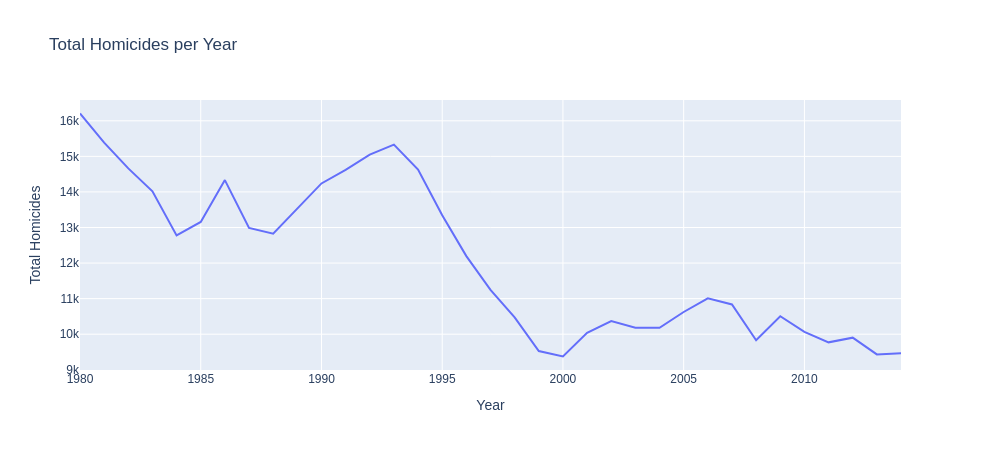 Total Homicides per Year
16k
15k
14k
13k
12k
11k
10k
9k
Total Homicides
1980 1985 1990 1995 2000 2005 2010
Year